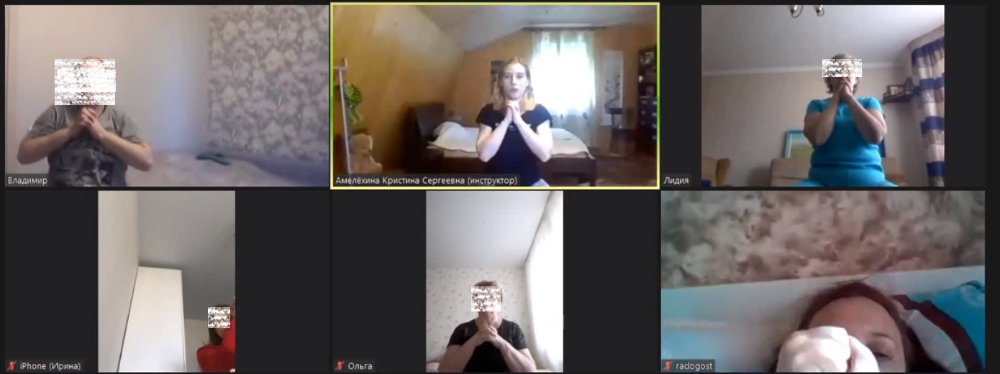 Владимир
Амелёхина Кристина Сергеевна (инструктор)
Лидия
iPhone (Ирина)
Ольга
radogost